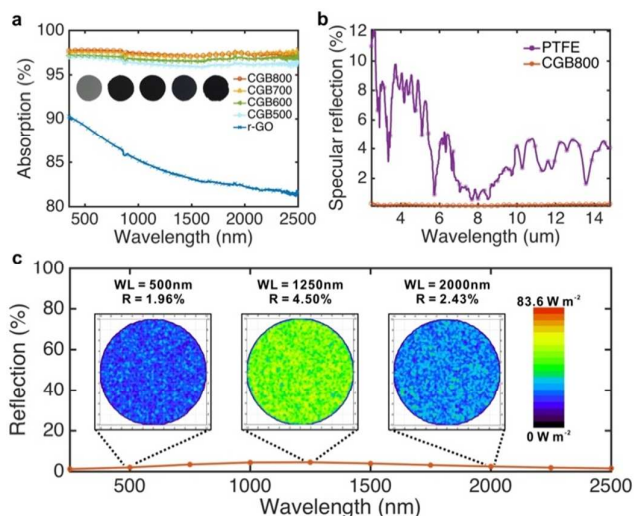 a
100
95
90
85
80
Absorption (%)
CGB800
CGB700
CGB600
CGB500
r-GO
500
1000
1500
2000
2500
Wavelength (nm)
b
12
10
8
6
4
2
Specular reflection (%)
PTFE
CGB800
4
6
8
10
12
14
Wavelength (um)
c
100
80
60
40
20
0
Reflection (%)
WL = 500nm
R = 1.96%
WL = 1250nm
R = 4.50%
WL = 2000nm
R = 2.43%
83.6 W m-2
0 W m-2
500
1000
1500
2000
2500
Wavelength (nm)